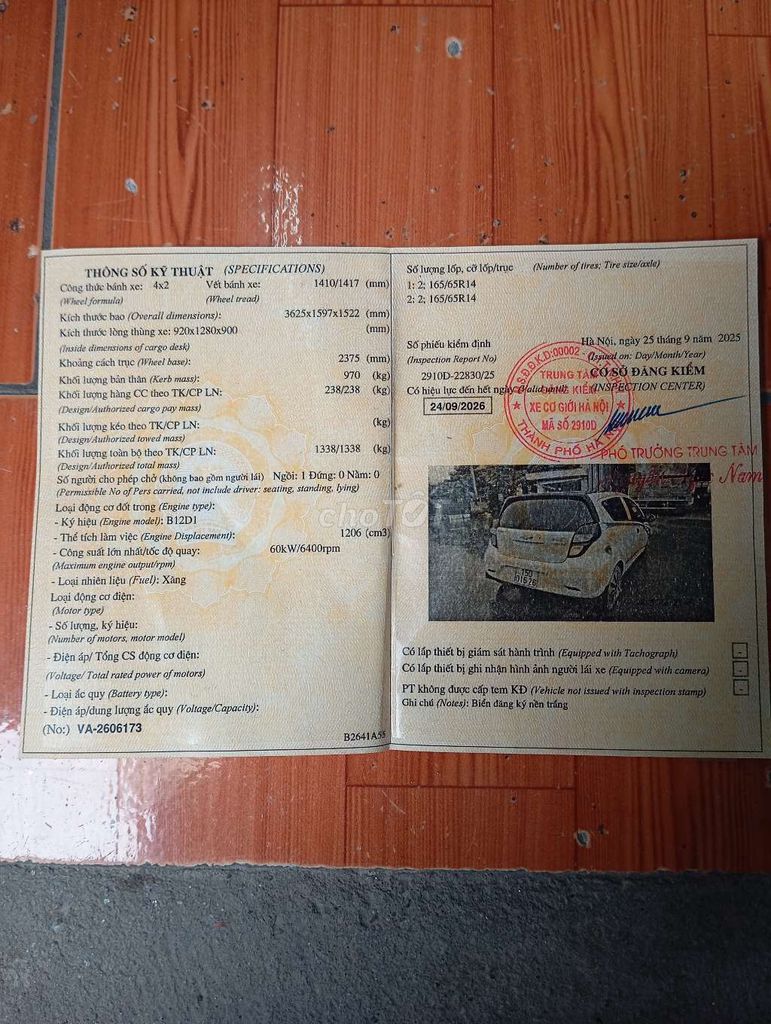 THÔNG SỐ KỸ THUẬT (SPECIFICATIONS)
Công thức bánh xe: 4x2 Vết bánh xe: 1410/1417 (mm)
(Wheel formula) (Wheel tread)
Kích thước bao (Overall dimensions): 3625x1597x1522 (mm)
Kích thước lòng thùng xe: 920x1280x900 (mm)
(Inside dimensions of cargo desk)
Khoảng cách trục (Wheel base): 2375 (mm)
Khối lượng bản thân (Kerb mass): 970 (kg)
Khối lượng hàng CC theo TK/CP LN: 238/238 (kg)
(Design/Authorized cargo pay mass)
Khối lượng kéo theo TK/CP LN: (kg)
(Design/Authorized towed mass)
Khối lượng toàn bộ theo TK/CP LN: 1338/1338 (kg)
(Design/Authorized total mass)
Số người cho phép chở (không bao gồm người lái) Ngồi: 1 Đứng: 0 Nằm: 0
(Permissible No of Pers carried, not include driver: seating, standing, lying)
Loại động cơ đốt trong (Engine type):
- Ký hiệu (Engine model): B12D1
- Thể tích làm việc (Engine Displacement): 1206 (cm3)
- Công suất lớn nhất/tốc độ quay: 60kW/6400rpm
(Maximum engine output/rpm)
- Loại nhiên liệu (Fuel): Xăng
Loại động cơ điện:
(Motor type)
- Số lượng, ký hiệu:
(Number of motors, motor model)
- Điện áp/ Tổng CS động cơ điện:
(Voltage/ Total rated power of motors)
- Loại ắc quy (Battery type):
- Điện áp/dung lượng ắc quy (Voltage/Capacity):
(No:) VA-2606173
B2641A55
Số lượng lốp, cỡ lốp/trục (Number of tires; Tire size/axle)
1: 2; 165/65R14
2: 2; 165/65R14
Số phiếu kiểm định
(Inspection Report No)
2910D-22830/25
Có hiệu lực đến hết ngày (Valid until)
24/09/2026
Hà Nội, ngày 25 tháng 9 năm 2025
(Issued on: Day/Month/Year)
CƠ SỞ ĐĂNG KIỂM
(INSPECTION CENTER)
S.Đ.Đ.K.D:00002
TRUNG TÂM
ĐĂNG KIỂM
XE CƠ GIỚI HÀ NỘI
MÃ SỐ 2910D
THÀNH PHỐ HÀ NỘI
PHÓ TRƯỞNG TRUNG TÂM
Nam
choTỐT
Có lắp thiết bị giám sát hành trình (Equipped with Tachograph) -
Có lắp thiết bị ghi nhận hình ảnh người lái xe (Equipped with camera) -
PT không được cấp tem KĐ (Vehicle not issued with inspection stamp) -
Ghi chú (Notes): Biển đăng ký nền trắng